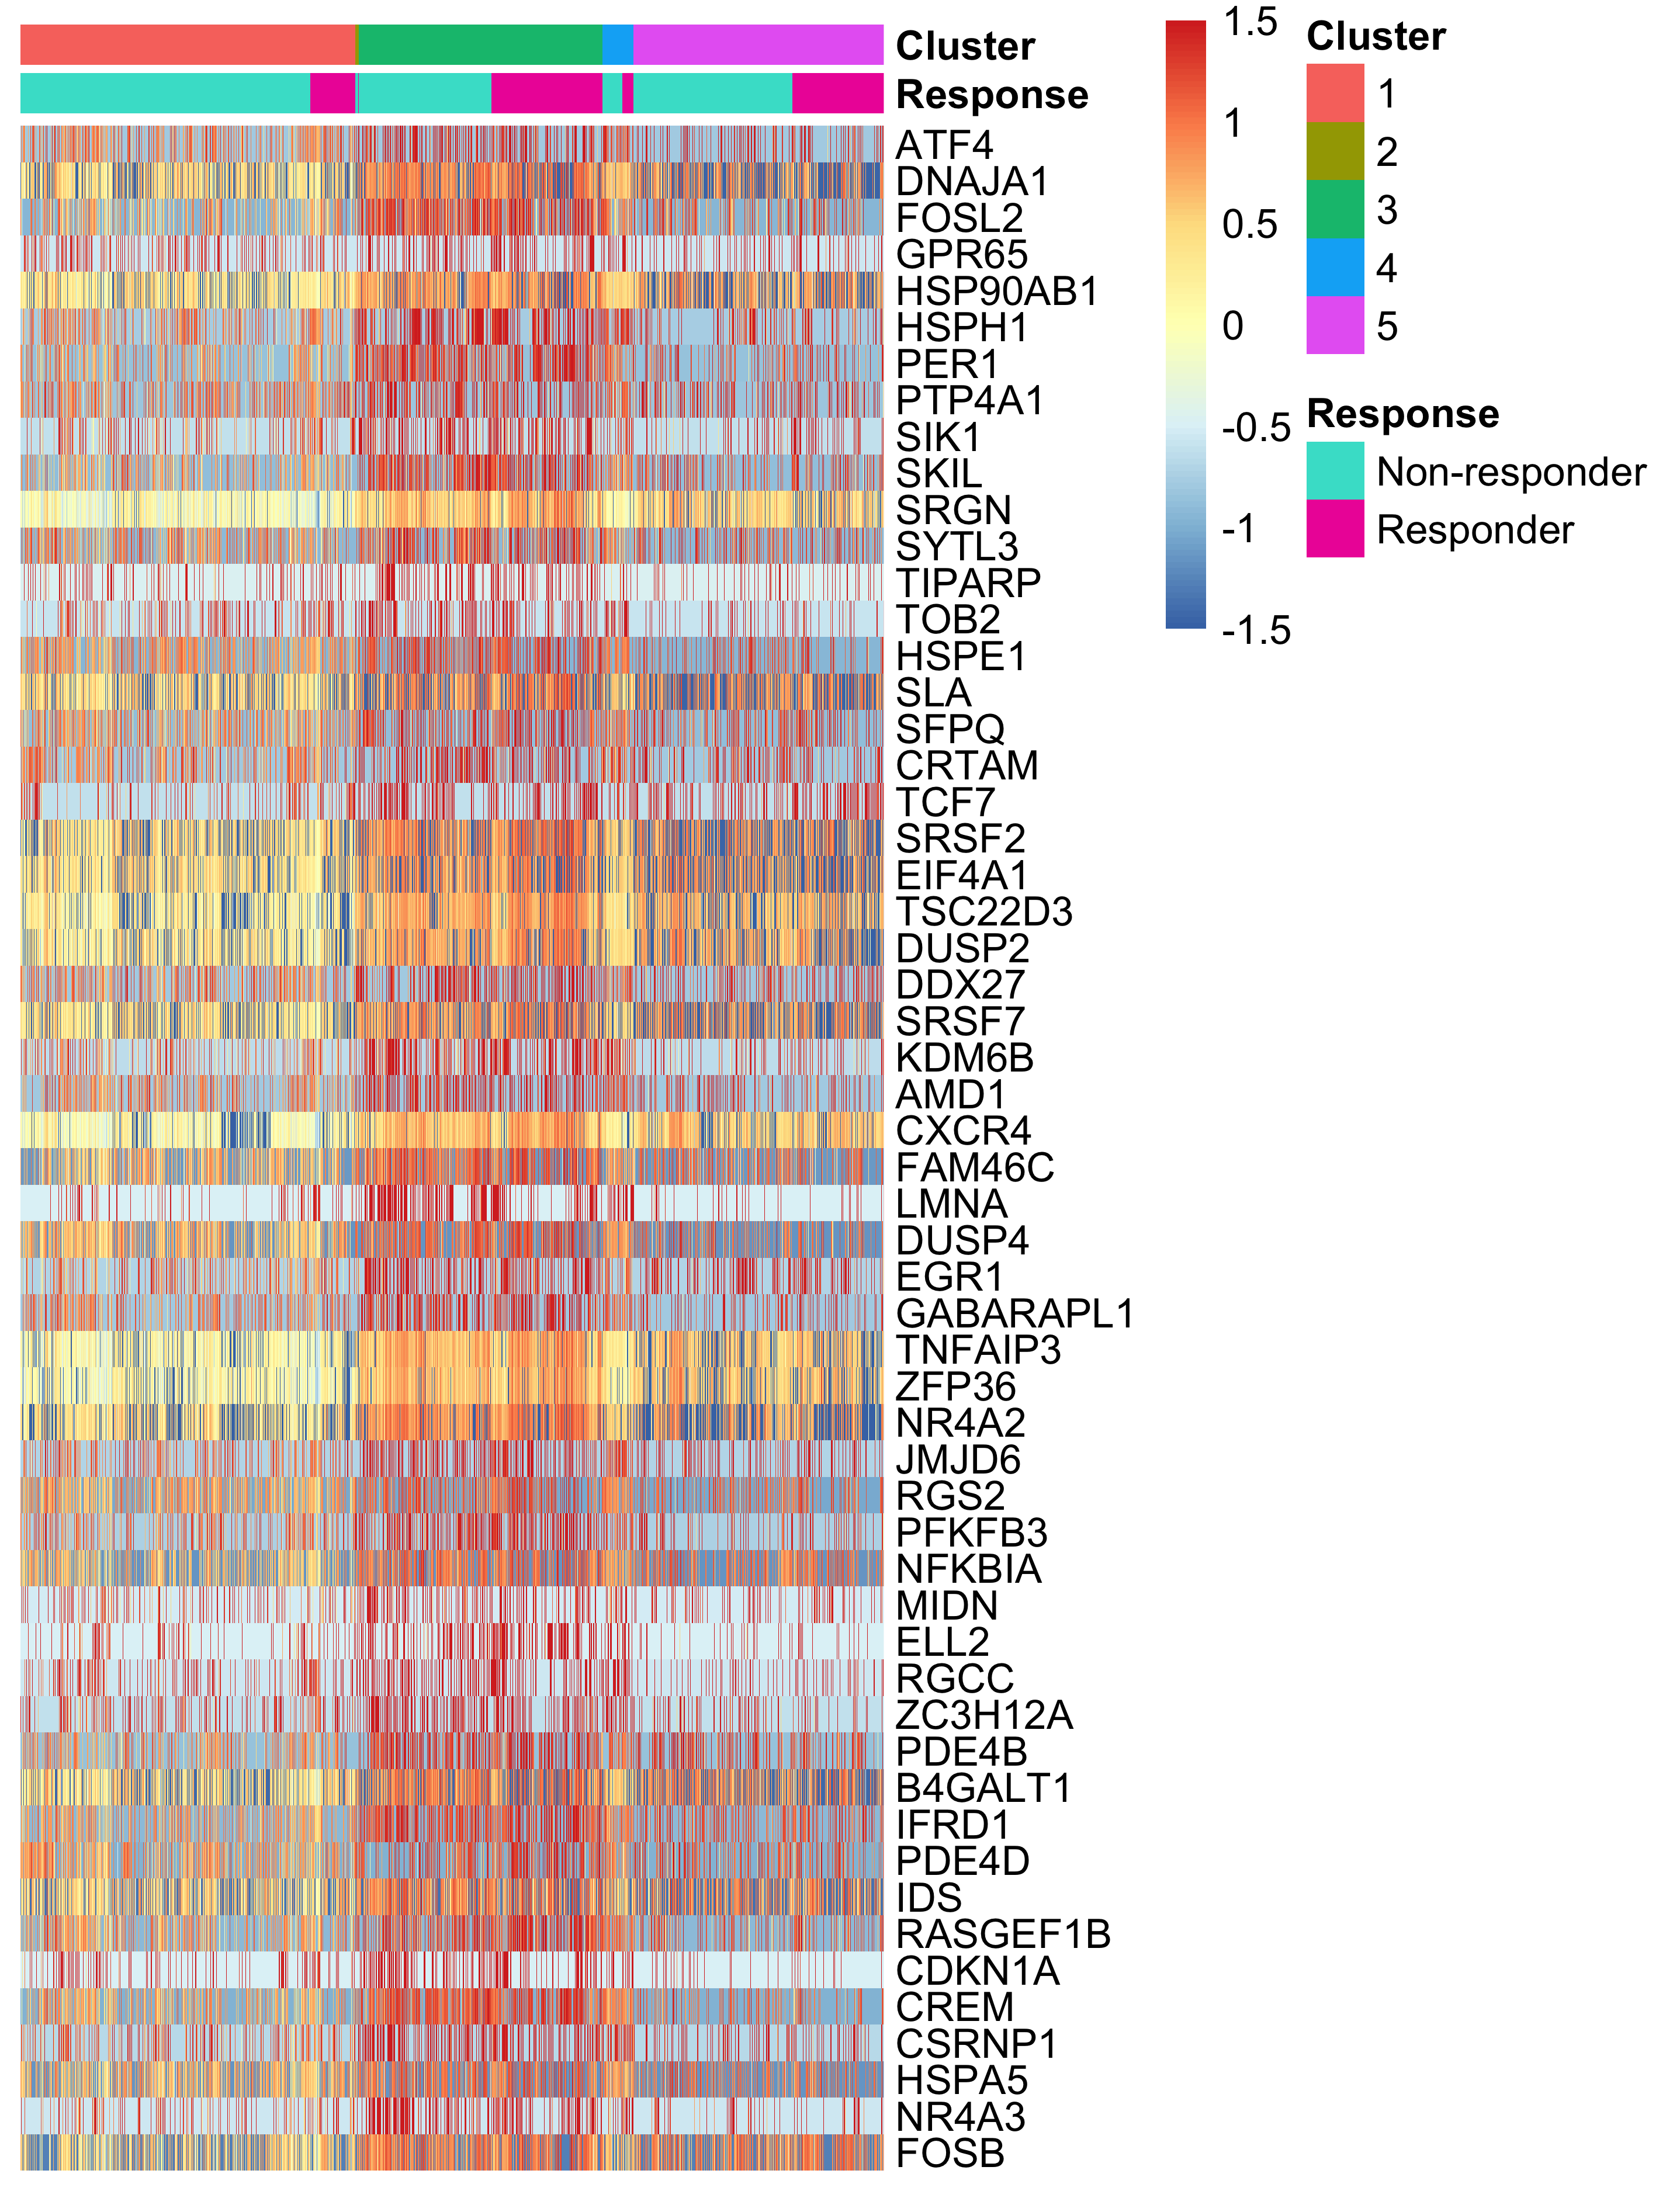 Cluster
Response
ATF4
DNAJA1
FOSL2
GPR65
HSP90AB1
HSPH1
PER1
PTP4A1
SIK1
SKIL
SRGN
SYTL3
TIPARP
TOB2
HSPE1
SLA
SFPQ
CRTAM
TCF7
SRSF2
EIF4A1
TSC22D3
DUSP2
DDX27
SRSF7
KDM6B
AMD1
CXCR4
FAM46C
LMNA
DUSP4
EGR1
GABARAPL1
TNFAIP3
ZFP36
NR4A2
JMJD6
RGS2
PFKFB3
NFKBIA
MIDN
ELL2
RGCC
ZC3H12A
PDE4B
B4GALT1
IFRD1
PDE4D
IDS
RASGEF1B
CDKN1A
CREM
CSRNP1
HSPA5
NR4A3
FOSB
1.5
1
0.5
0
-0.5
-1
-1.5
Cluster
1
2
3
4
5
Response
Non-responder
Responder